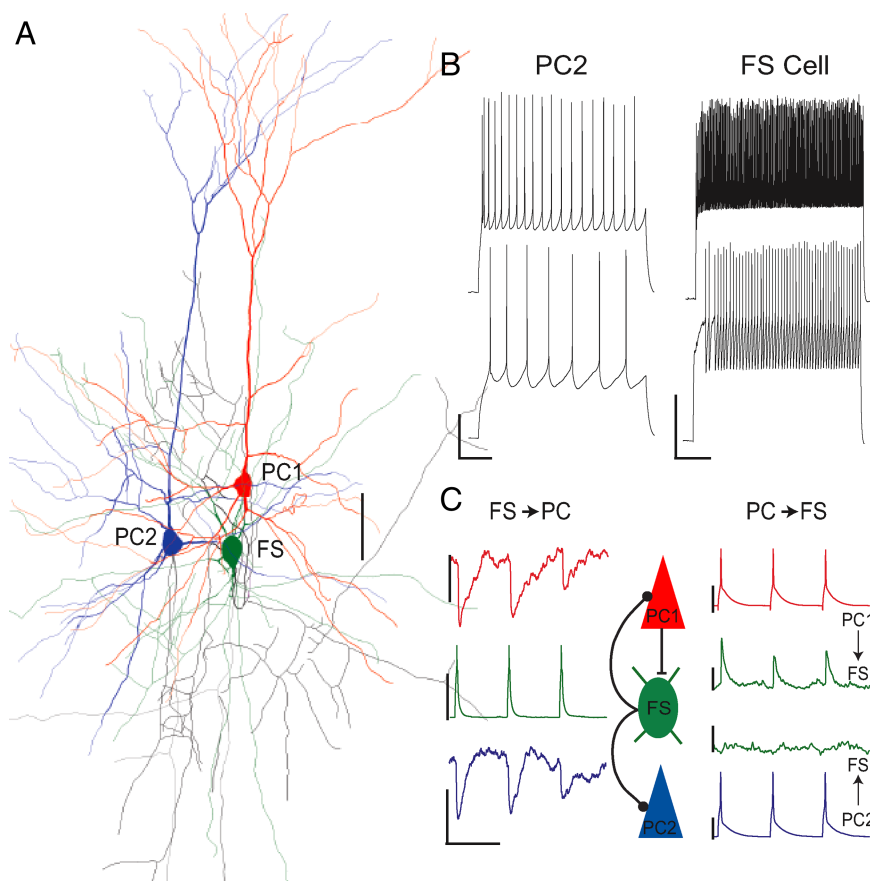 A
B
PC2
FS Cell
PC1
PC2
FS
C
FS → PC
PC → FS
PC1
PC1
FS
FS
FS
PC2
PC2